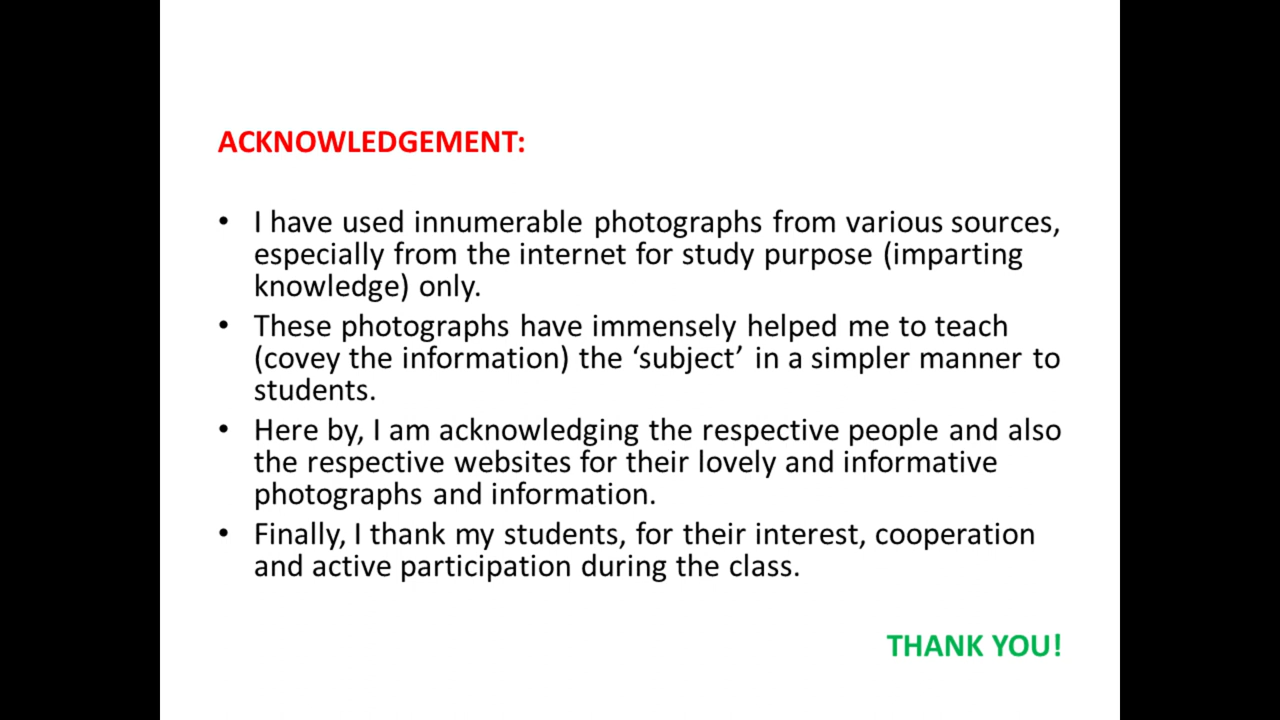 ACKNOWLEDGEMENT:
• I have used innumerable photographs from various sources,
especially from the internet for study purpose (imparting
knowledge) only.
• These photographs have immensely helped me to teach
(covey the information) the ‘subject’ in a simpler manner to
students.
• Here by, I am acknowledging the respective people and also
the respective websites for their lovely and informative
photographs and information.
• Finally, I thank my students, for their interest, cooperation
and active participation during the class.
THANK YOU!